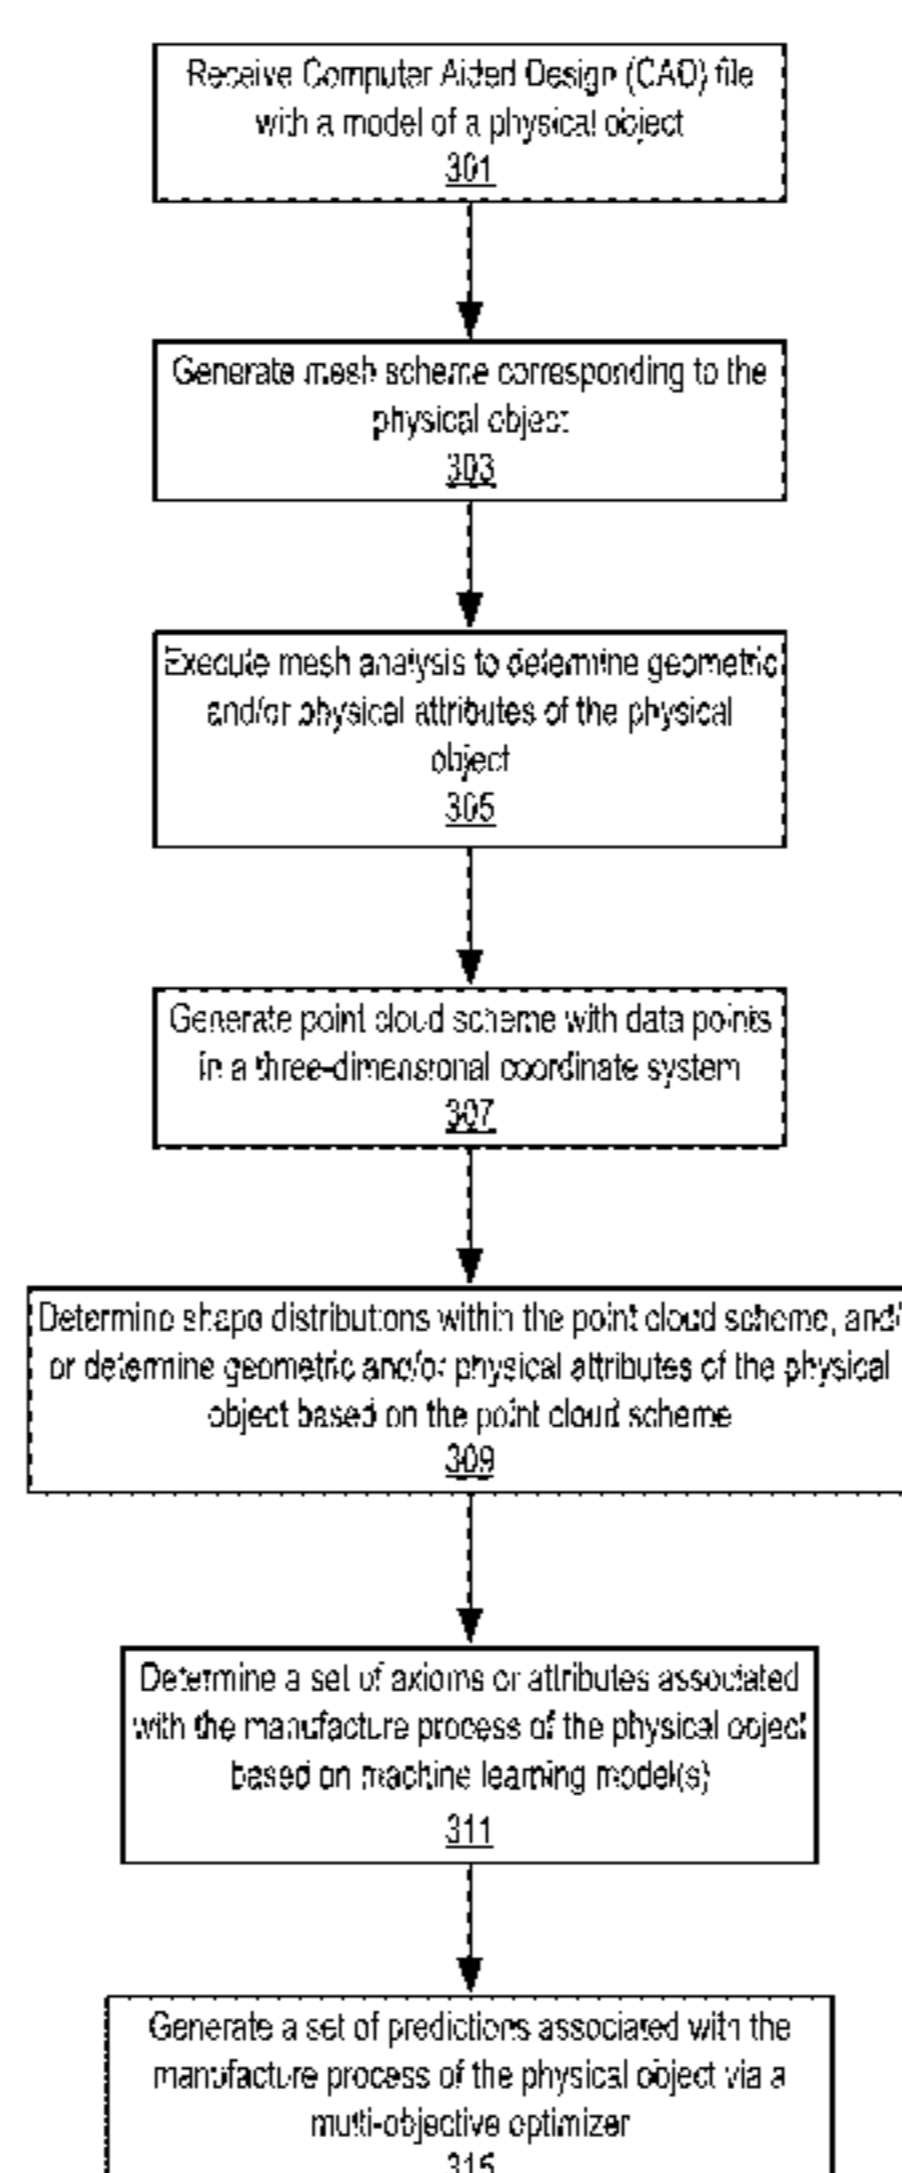 Receive Computer Aided Design (CAD) file
with a model of a physical object
301
Generate mesh scheme corresponding to the
physical object
303
Execute mesh analysis to determine geometric
and/or physical attributes of the physical
object
305
Generate point cloud scheme with data points
in a three-dimensional coordinate system
307
Determine shape distributions within the point cloud scheme, and/
or determine geometric and/or physical attributes of the physical
object based on the point cloud scheme
309
Determine a set of axioms or attributes associated
with the manufacture process of the physical object
based on machine learning model(s)
311
Generate a set of predictions associated with the
manufacture process of the physical object via a
multi-objective optimizer
315